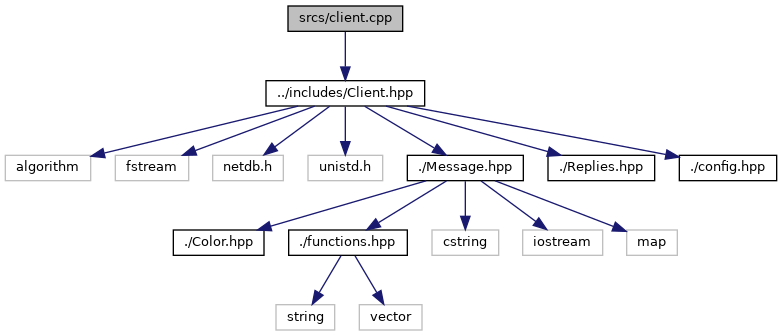 srcs/client.cpp
../includes/Client.hpp
algorithm
fstream
netdb.h
unistd.h
./Message.hpp
./Replies.hpp
./config.hpp
./Color.hpp
./functions.hpp
cstring
iostream
map
string
vector